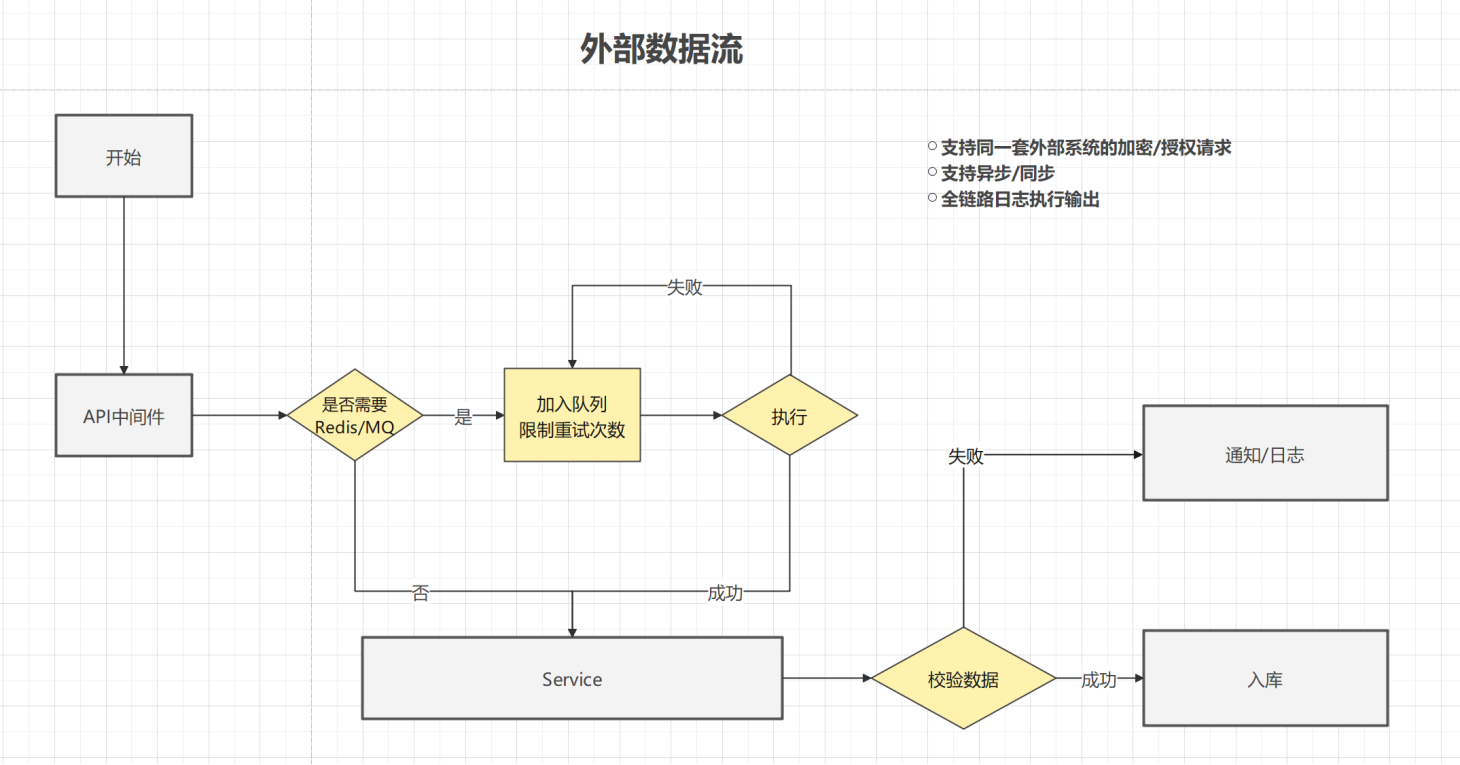 外部数据流
开始
支持同一套外部系统的加密/授权请求
支持异步/同步
全链路日志执行输出
失败
API中间件
是否需要
Redis/MQ
是
加入队列
限制重试次数
执行
失败
通知/日志
否
成功
Service
校验数据
成功
入库